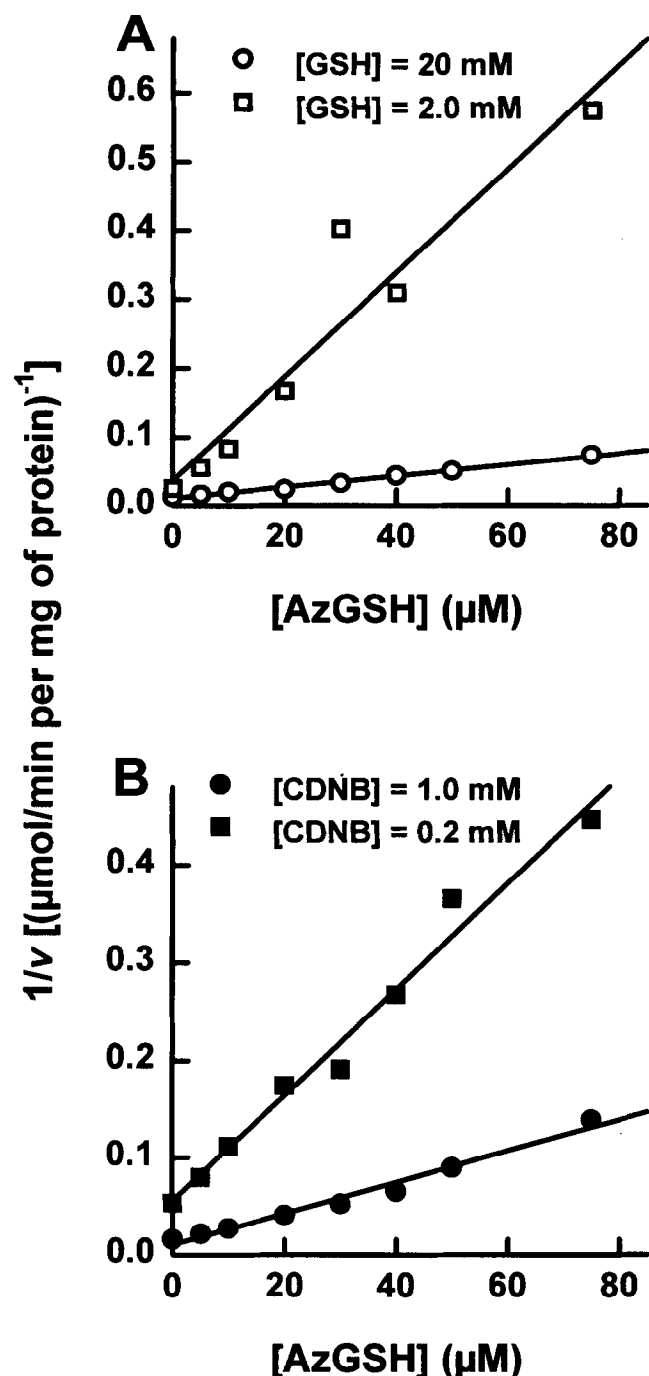 A
[GSH] = 20 mM
[GSH] = 2.0 mM
0.6
0.5
0.4
0.3
0.2
0.1
0.0
0 20 40 60 80
[AzGSH] (µM)
1/v [(µmol/min per mg of protein)⁻¹]
B
[CDNB] = 1.0 mM
[CDNB] = 0.2 mM
0.4
0.3
0.2
0.1
0.0
0 20 40 60 80
[AzGSH] (µM)